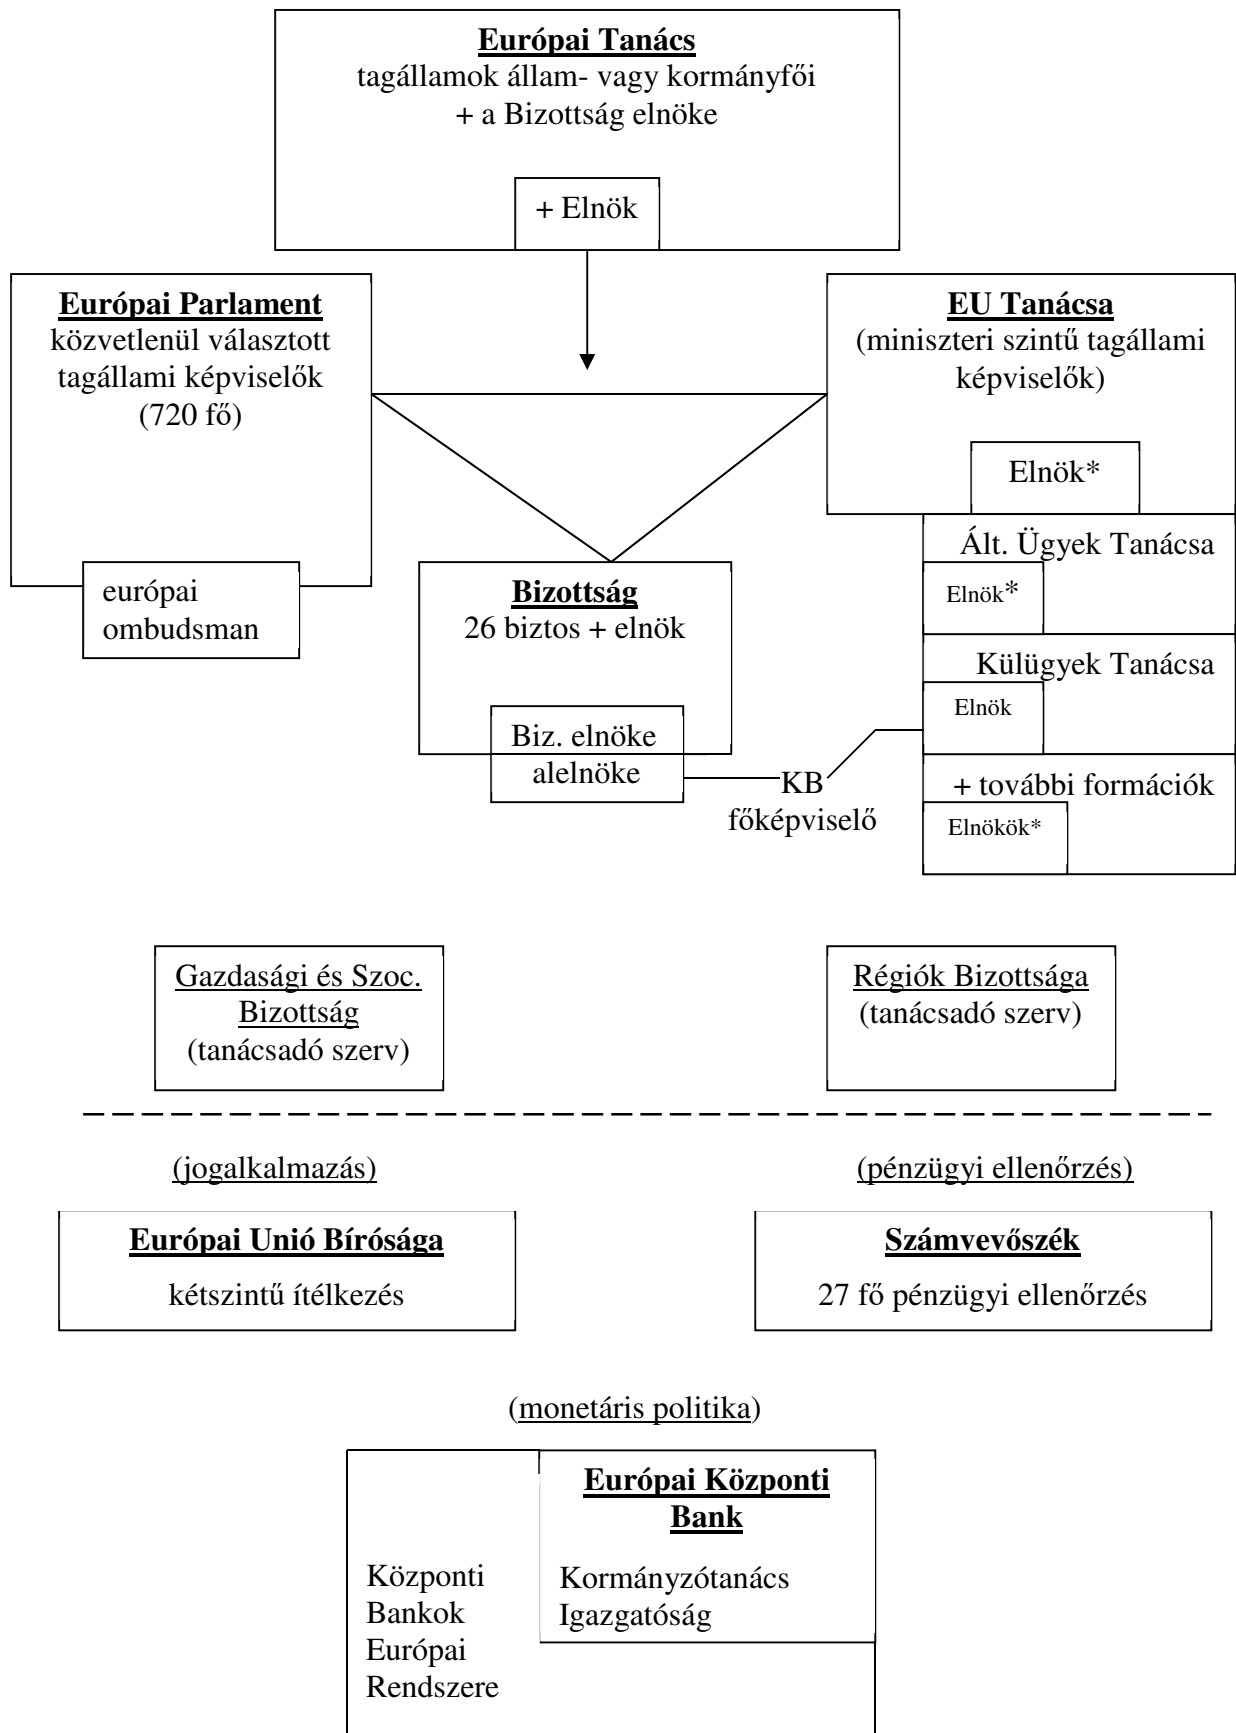 Európai Tanács
tagállamok állam- vagy kormányfői
+ a Bizottság elnöke
+ Elnök
Európai Parlament
közvetlenül választott
tagállami képviselők
(720 fő)
európai
ombudsman
EU Tanácsa
(miniszteri szintű tagállami
képviselők)
Elnök*
Ált. Ügyek Tanácsa
Elnök*
Külügyek Tanácsa
Elnök
+ további formációk
Elnökök*
Bizottság
26 biztos + elnök
Biz. elnöke
alelnöke
KB
főképviselő
Gazdasági és Szoc.
Bizottság
(tanácsadó szerv)
Régiók Bizottsága
(tanácsadó szerv)
(jogalkalmazás)
(pénzügyi ellenőrzés)
Európai Unió Bírósága
kétszintű ítélkezés
Számvevőszék
27 fő pénzügyi ellenőrzés
(monetáris politika)
Európai Központi
Bank
Kormányzótanács
Igazgatóság
Központi
Bankok
Európai
Rendszere